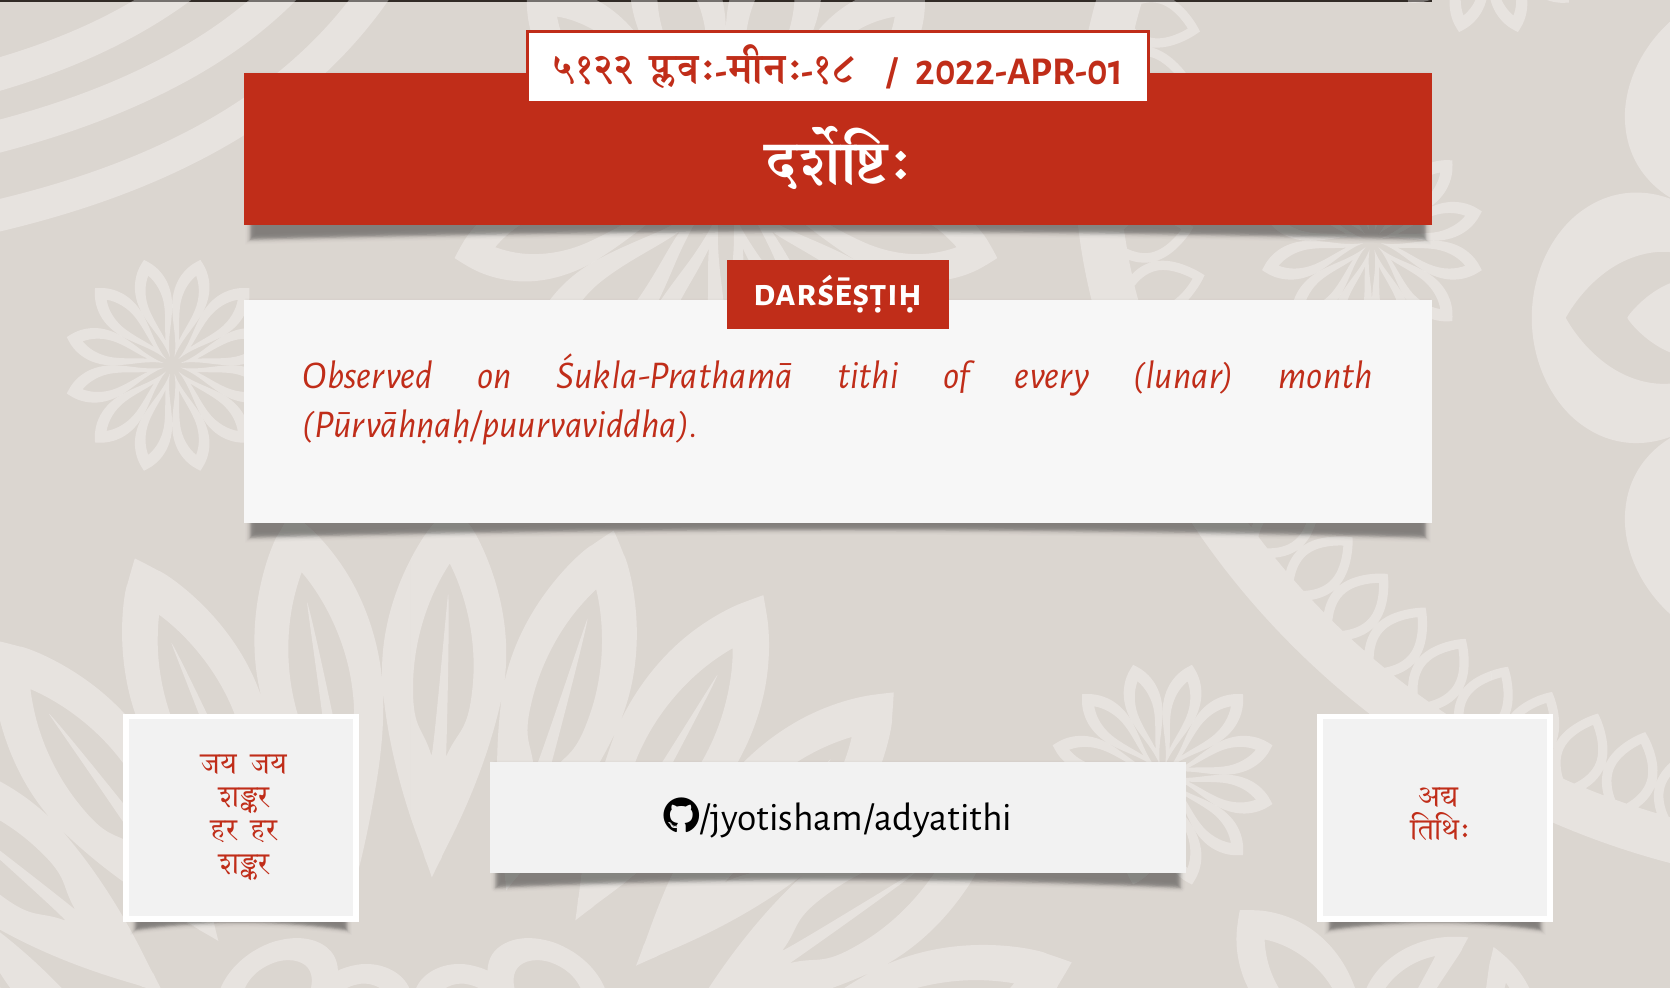 ५१२२ प्लवः-मीनः-१८ / 2022-APR-01
दर्शेष्टिः
DARŚĒṢṬIḤ
Observed on Śukla-Prathamā tithi of every (lunar) month
(Pūrvāhṇaḥ/puurvaviddha).
जय जय
शङ्कर
हर हर
शङ्कर
/jyotisham/adyatithi
अद्य
तिथिः